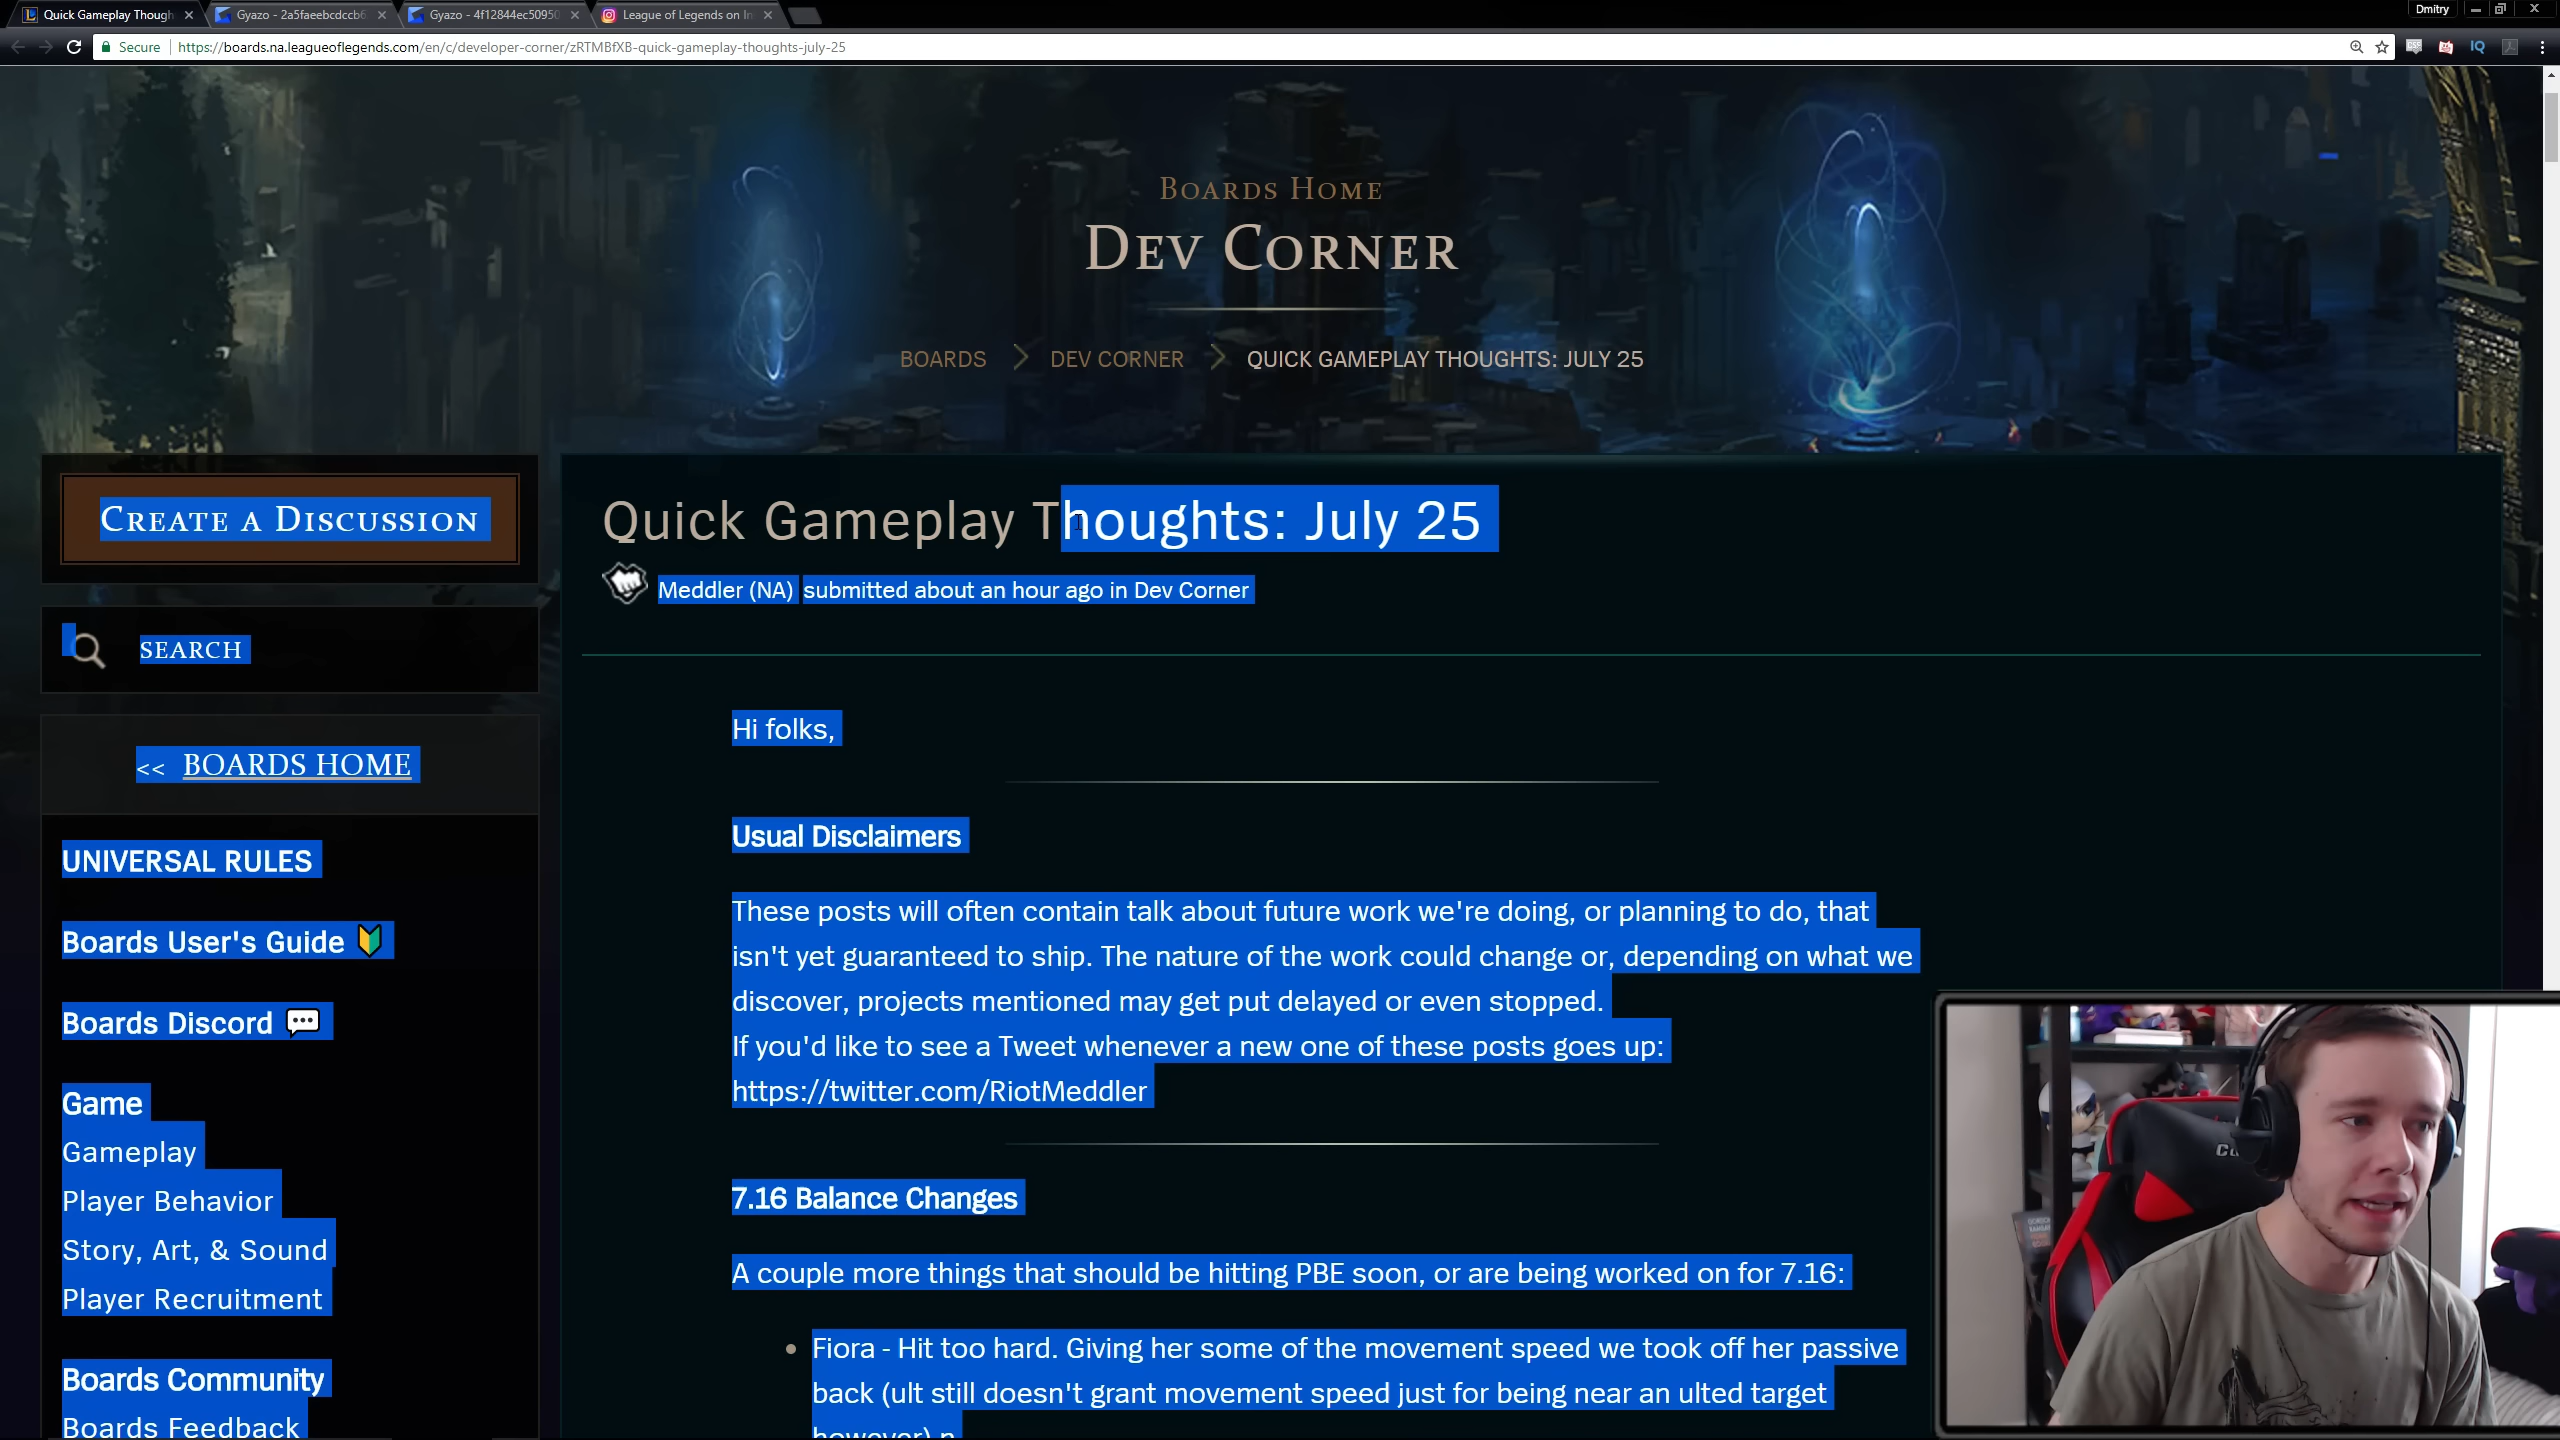 Quick Gameplay Though
Gyazo - 2a5faeebcdccb6
Gyazo - 4f12844ec50950
League of Legends on In
Dmitry
Secure
https://boards.na.leagueoflegends.com/en/c/developer-corner/zRTMBfXB-quick-gameplay-thoughts-july-25
IQ
BOARDS HOME
DEV CORNER
BOARDS
DEV CORNER
QUICK GAMEPLAY THOUGHTS: JULY 25
CREATE A DISCUSSION
SEARCH
<< BOARDS HOME
UNIVERSAL RULES
Boards User's Guide
Boards Discord
Game
Gameplay
Player Behavior
Story, Art, & Sound
Player Recruitment
Boards Community
Boards Feedback
Quick Gameplay Thoughts: July 25
Meddler (NA) submitted about an hour ago in Dev Corner
Hi folks,
Usual Disclaimers
These posts will often contain talk about future work we're doing, or planning to do, that
isn't yet guaranteed to ship. The nature of the work could change or, depending on what we
discover, projects mentioned may get put delayed or even stopped.
If you'd like to see a Tweet whenever a new one of these posts goes up:
https://twitter.com/RiotMeddler
7.16 Balance Changes
A couple more things that should be hitting PBE soon, or are being worked on for 7.16:
Fiora - Hit too hard. Giving her some of the movement speed we took off her passive
back (ult still doesn't grant movement speed just for being near an ulted target
however)